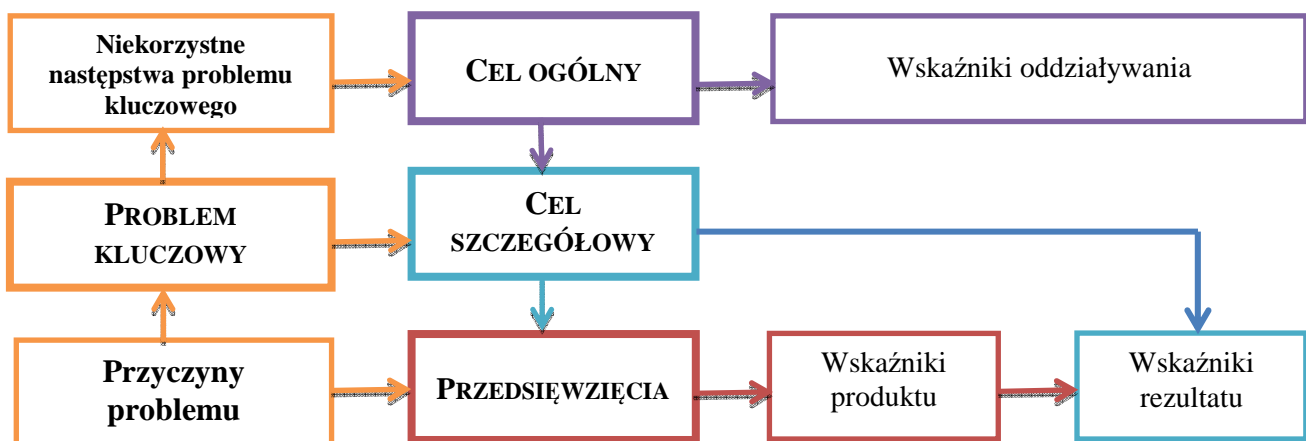 Niekorzystne
następstwa problemu
kluczowego
CEL OGÓLNY
Wskaźniki oddziaływania
PROBLEM
KLUCZOWY
CEL
SZCZEGÓŁOWY
Przyczyny
problemu
PRZEDSIĘWZIĘCIA
Wskaźniki
produktu
Wskaźniki
rezultatu